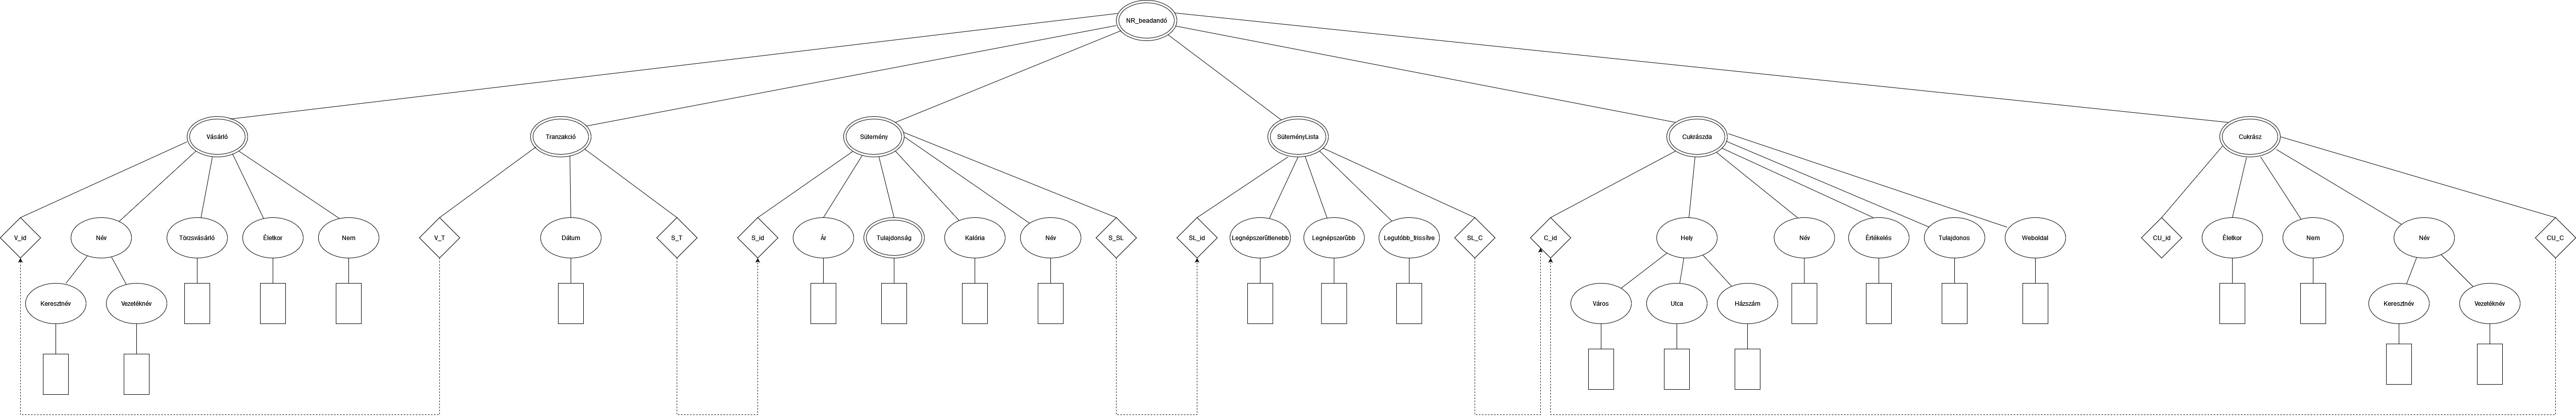 NR_beadandó
Vásárló
Tranzakció
Sütemény
SüteményLista
Cukrászda
Cukrász
V_id
Név
Törzsvásárló
Életkor
Nem
V_T
Dátum
S_T
S_id
Ár
Tulajdonság
Kalória
Név
S_SL
SL_id
Legnépszerűtlenebb
Legnépszerűbb
Legutóbb_frissítve
SL_C
C_id
Hely
Név
Értékelés
Tulajdonos
Weboldal
CU_id
Életkor
Nem
Név
CU_C
Keresztnév
Vezetéknév
Város
Utca
Házszám
Keresztnév
Vezetéknév